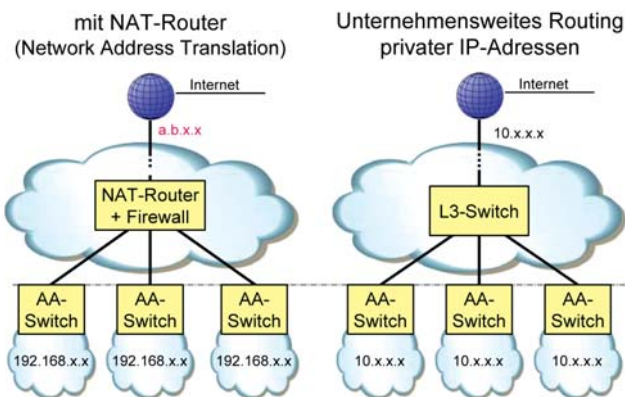 mit NAT-Router
(Network Address Translation)
Internet
a.b.x.x
NAT-Router
+ Firewall
AA-
Switch
AA-
Switch
AA-
Switch
192.168.x.x
192.168.x.x
192.168.x.x
Unternehmensweites Routing
privater IP-Adressen
Internet
10.x.x.x
L3-Switch
AA-
Switch
AA-
Switch
AA-
Switch
10.x.x.x
10.x.x.x
10.x.x.x